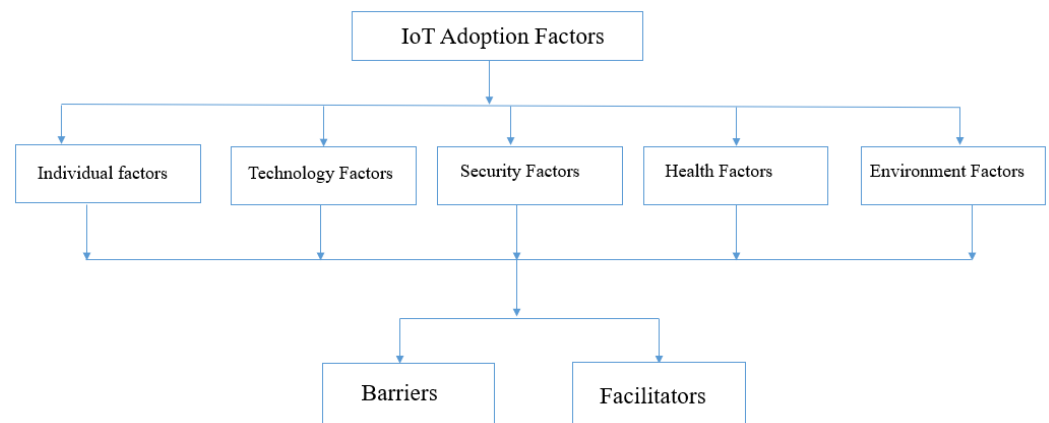 IoT Adoption Factors
Individual factors
Technology Factors
Security Factors
Health Factors
Environment Factors
Barriers
Facilitators